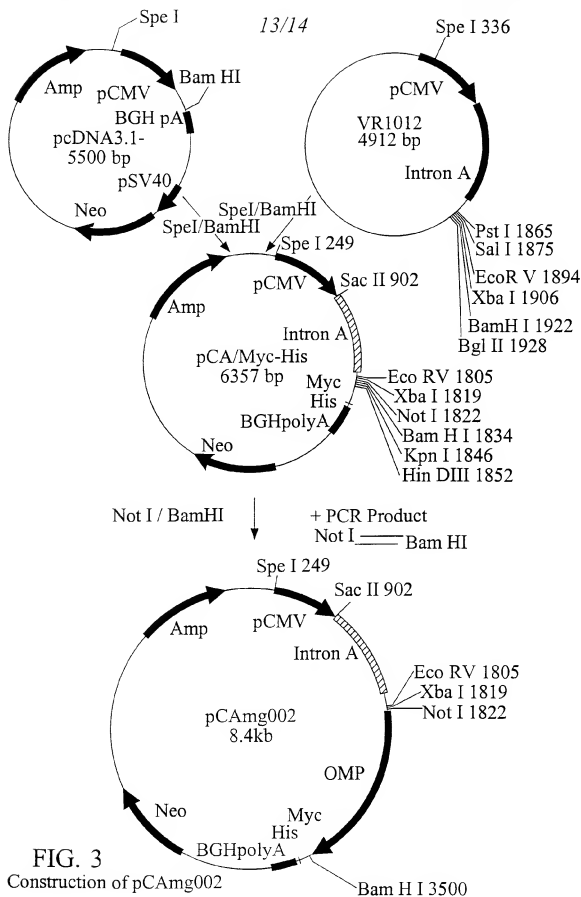 13/14
Spe I
Amp
pCMV
Bam HI
BGH pA
pcDNA3.1-
5500 bp
pSV40
Neo
SpeI/BamHI
Spe I 336
pCMV
VR1012
4912 bp
Intron A
Pst I 1865
Sal I 1875
EcoR V 1894
Xba I 1906
BamH I 1922
Bgl II 1928
SpeI/BamHI
Spe I 249
pCMV
Sac II 902
Amp
Intron A
pCA/Myc-His
6357 bp
Myc
His
BGHpolyA
Neo
Eco RV 1805
Xba I 1819
Not I 1822
Bam H I 1834
Kpn I 1846
Hin DIII 1852
Not I / BamHI
+ PCR Product
Not I
Bam HI
Spe I 249
pCMV
Sac II 902
Amp
Intron A
Eco RV 1805
Xba I 1819
Not I 1822
pCAmg002
8.4kb
OMP
Neo
Myc
His
BGHpolyA
Bam H I 3500
FIG. 3
Construction of pCAmg002